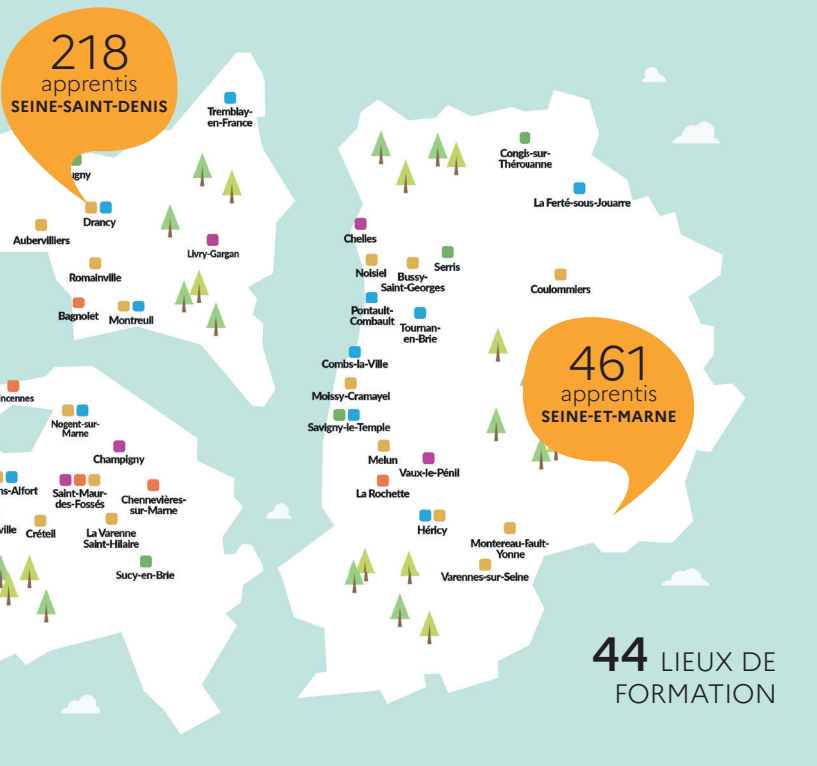 218
apprentis
SEINE-SAINT-DENIS
Tremblay-
en-France
Drancy
Aubervilliers
Livry-Gargan
Romainville
Bagnolet
Montreuil
Congis-sur-
Thérouanne
La Ferté-sous-Jouarre
Chelles
Noisiel
Bussy-
Saint-Georges
Serris
Coulommiers
Pontault-
Combault
Tournan-
en-Brie
Combs-la-Ville
Moissy-Cramayel
Savigny-le-Temple
461
apprentis
SEINE-ET-MARNE
Melun
Vaux-le-Pénil
La Rochette
Héricy
Montereau-Fault-
Yonne
Varennes-sur-Seine
ncennes
Nogent-sur-
Marne
Champigny
ns-Alfort
Saint-Maur-
des-Fossés
Chennevières-
sur-Marne
ville
Créteil
La Varenne
Saint-Hilaire
Sucy-en-Brie
44 LIEUX DE
FORMATION